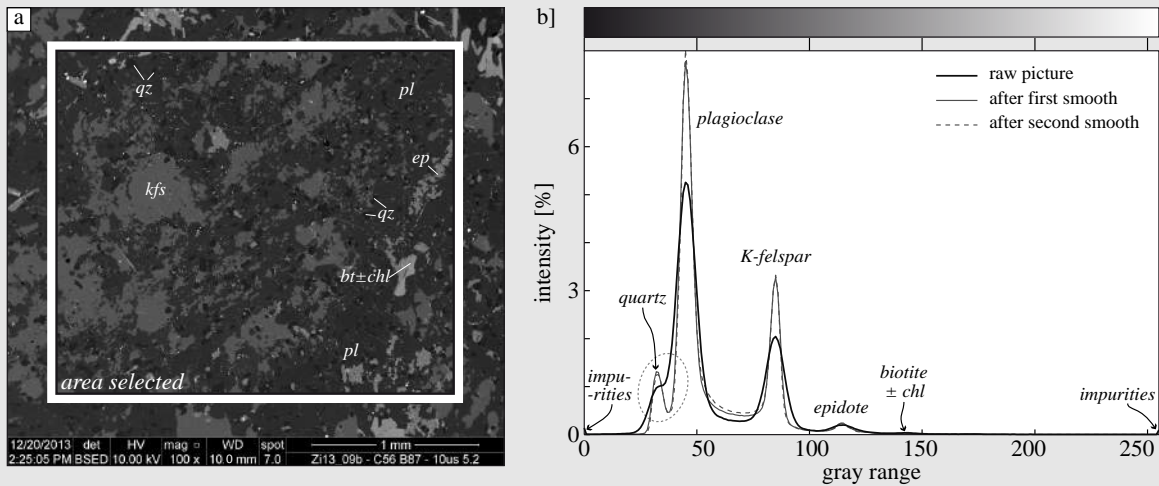 a
qz
pl
ep
kfs
qz
bt±chl
pl
area selected
12/20/2013 det HV mag □ WD spot
2:25:05 PM BSED 10.00 kV 100 x 10.0 mm 7.0
1 mm
Zi13_09b - C56 B87 - 10us 5.2
b]
raw picture
after first smooth
after second smooth
plagioclase
K-felspar
quartz
impu-
-rities
epidote
biotite
± chl
impurities
intensity [%]
6
3
0
0 50 100 150 200 250
gray range